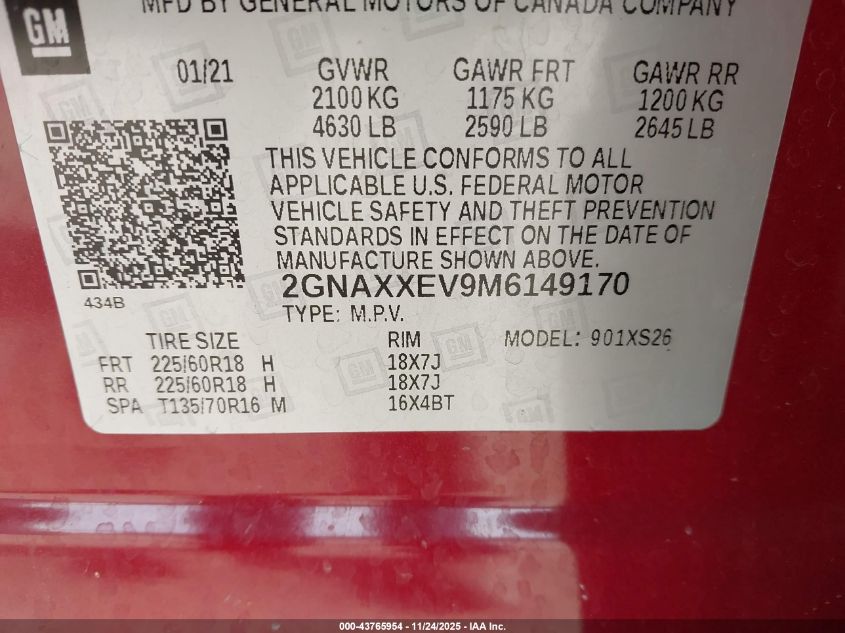 MFD BY GENERAL MOTORS OF CANADA COMPANY
GM
01/21 GVWR GAWR FRT GAWR RR
2100 KG 1175 KG 1200 KG
4630 LB 2590 LB 2645 LB
THIS VEHICLE CONFORMS TO ALL
APPLICABLE U.S. FEDERAL MOTOR
VEHICLE SAFETY AND THEFT PREVENTION
STANDARDS IN EFFECT ON THE DATE OF
MANUFACTURE SHOWN ABOVE.
2GNAXXEV9M6149170
434B
TYPE: M.P.V.
TIRE SIZE RIM MODEL: 901XS26
FRT 225/60R18 H 18X7J
RR 225/60R18 H 18X7J
SPA T135/70R16 M 16X4BT
000-43765954 - 11/24/2025 - IAA Inc.